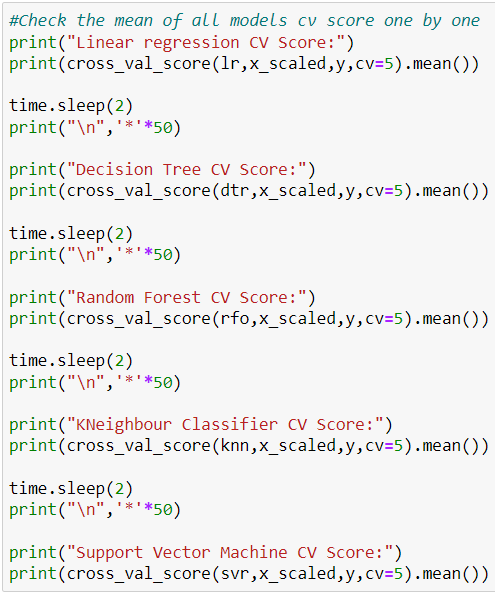 #Check the mean of all models cv score one by one
print("Linear regression CV Score:")
print(cross_val_score(lr,x_scaled,y,cv=5).mean())
time.sleep(2)
print("\n",'*'*50)
print("Decision Tree CV Score:")
print(cross_val_score(dtr,x_scaled,y,cv=5).mean())
time.sleep(2)
print("\n",'*'*50)
print("Random Forest CV Score:")
print(cross_val_score(rfo,x_scaled,y,cv=5).mean())
time.sleep(2)
print("\n",'*'*50)
print("KNeighbour Classifier CV Score:")
print(cross_val_score(knn,x_scaled,y,cv=5).mean())
time.sleep(2)
print("\n",'*'*50)
print("Support Vector Machine CV Score:")
print(cross_val_score(svr,x_scaled,y,cv=5).mean())